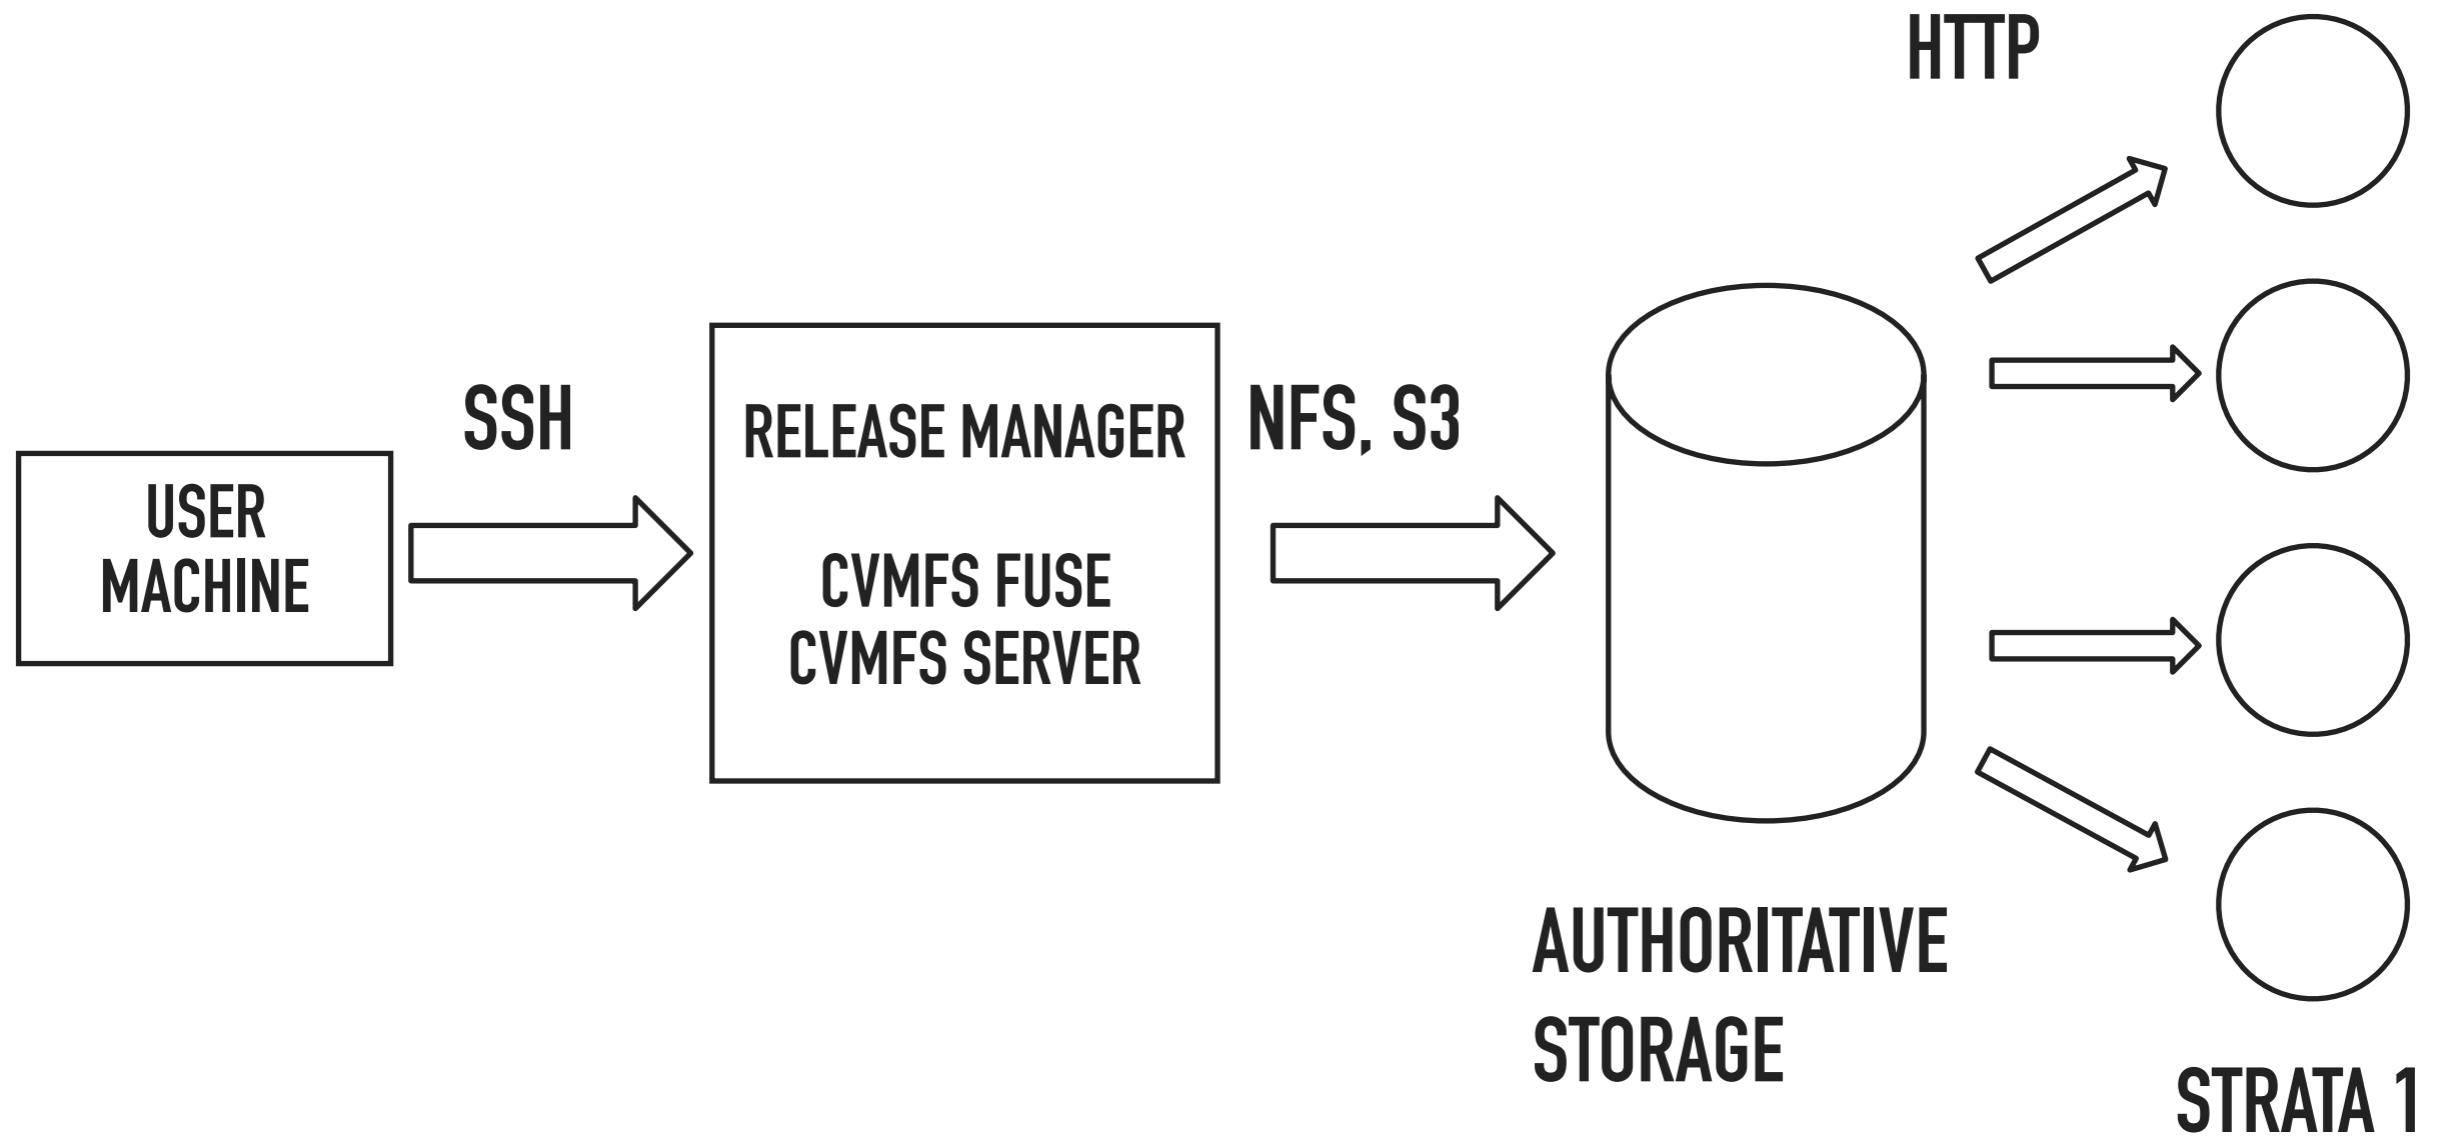 HTTP
SSH
NFS, S3
USER
MACHINE
RELEASE MANAGER
CVMFS FUSE
CVMFS SERVER
AUTHORITATIVE
STORAGE
STRATA 1